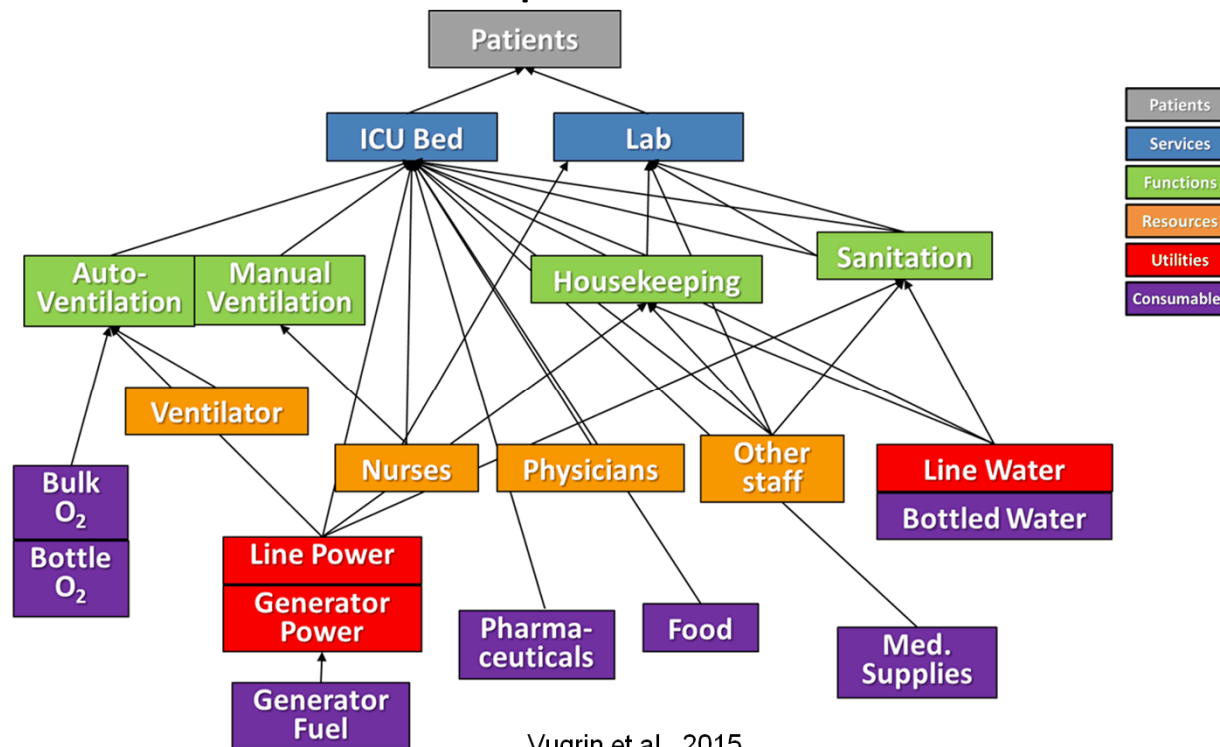 Patients
ICU Bed
Lab
Patients
Services
Functions
Resources
Utilities
Consumable
Auto-
Ventilation
Manual
Ventilation
Housekeeping
Sanitation
Ventilator
Nurses
Physicians
Other
staff
Line Water
Bottled Water
Bulk
O₂
Bottle
O₂
Line Power
Generator
Power
Generator
Fuel
Pharma-
ceuticals
Food
Med.
Supplies
Vugrin et al., 2015